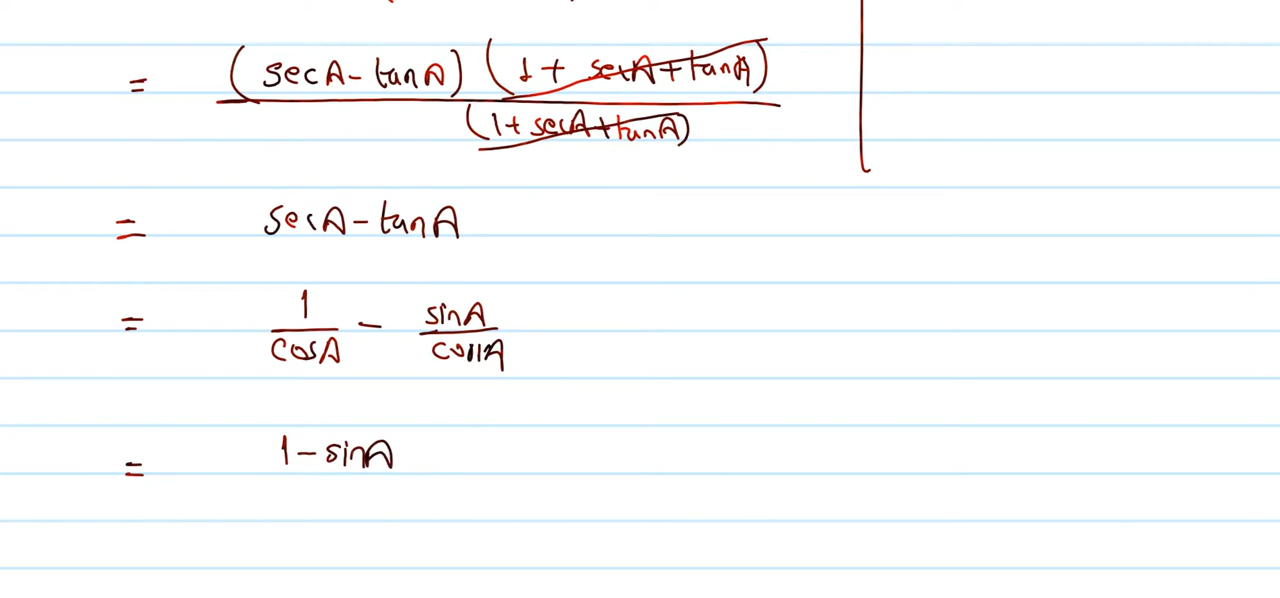 = (secA - tanA) (1 + secA + tanA)
(1 + secA + tanA)
= secA - tanA
= 1/cosA - sinA/cosA
= 1 - sinA